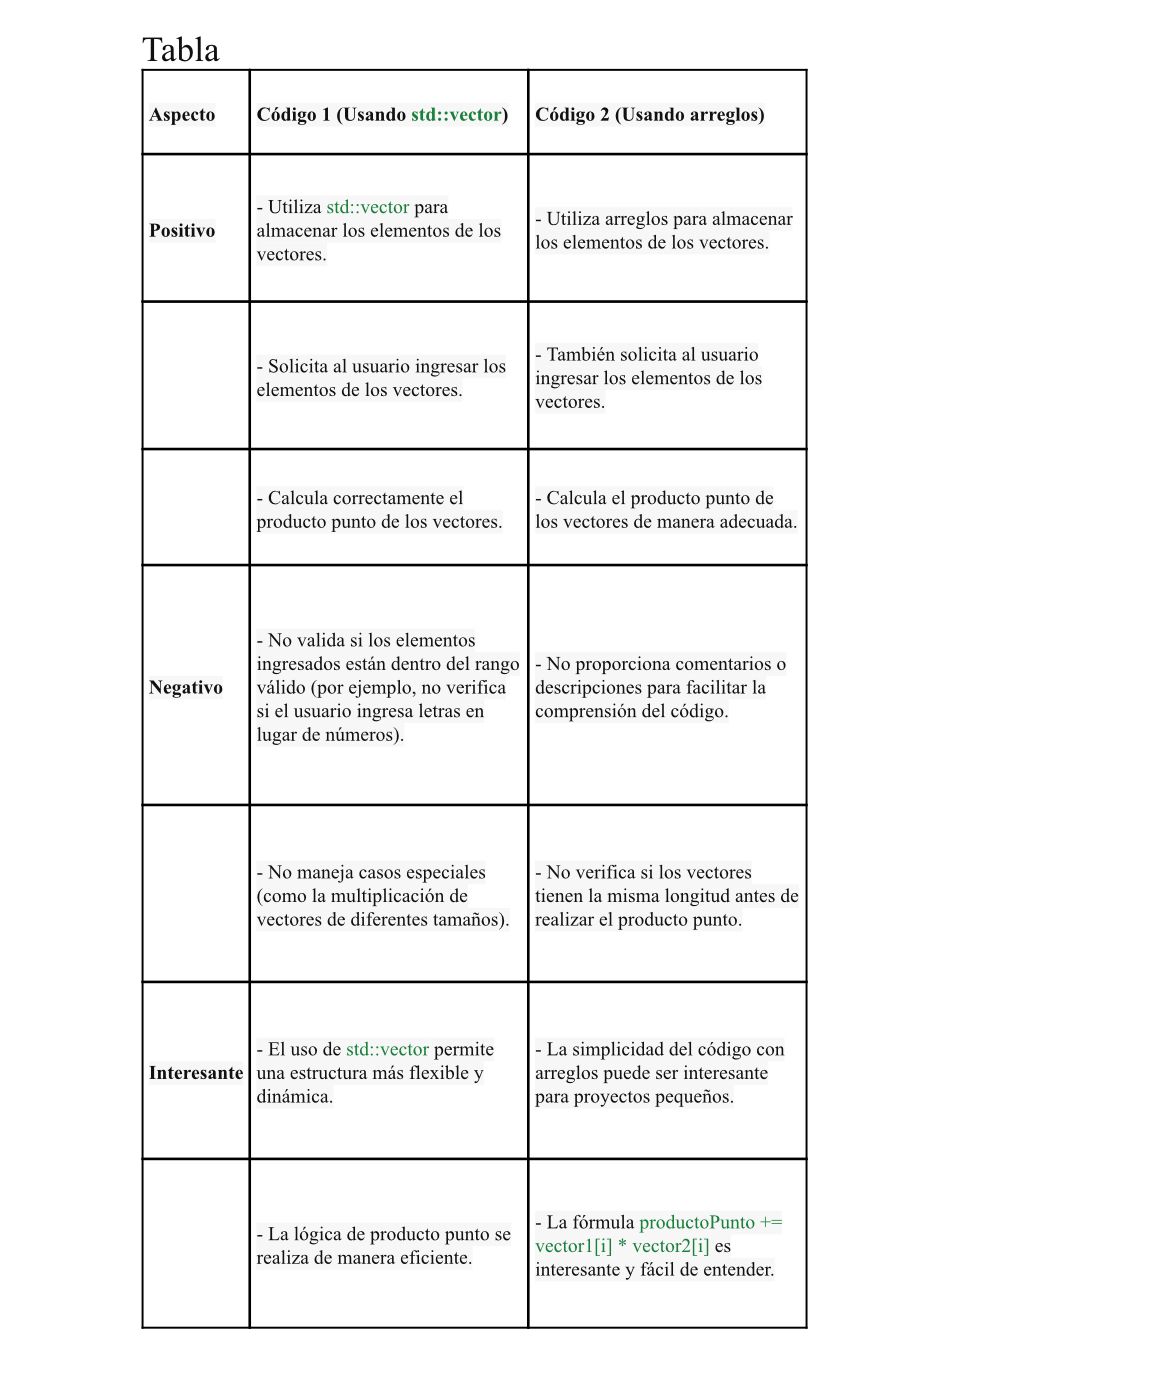 Tabla
Aspecto
Código 1 (Usando std::vector)
Código 2 (Usando arreglos)
Positivo
- Utiliza std::vector para
almacenar los elementos de los
vectores.
- Utiliza arreglos para almacenar
los elementos de los vectores.
- Solicita al usuario ingresar los
elementos de los vectores.
- También solicita al usuario
ingresar los elementos de los
vectores.
- Calcula correctamente el
producto punto de los vectores.
- Calcula el producto punto de
los vectores de manera adecuada.
Negativo
- No valida si los elementos
ingresados están dentro del rango
válido (por ejemplo, no verifica
si el usuario ingresa letras en
lugar de números).
- No proporciona comentarios o
descripciones para facilitar la
comprensión del código.
- No maneja casos especiales
(como la multiplicación de
vectores de diferentes tamaños).
- No verifica si los vectores
tienen la misma longitud antes de
realizar el producto punto.
Interesante
- El uso de std::vector permite
una estructura más flexible y
dinámica.
- La simplicidad del código con
arreglos puede ser interesante
para proyectos pequeños.
- La lógica de producto punto se
realiza de manera eficiente.
- La fórmula productoPunto +=
vector1[i] * vector2[i] es
interesante y fácil de entender.